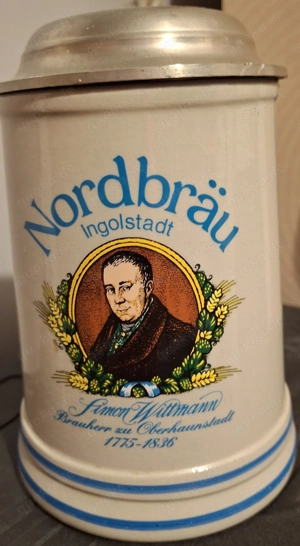 Nordbräu
Ingolstadt
Simon Wittmann
Brauherr zu Oberhaunstadt
1775-1836